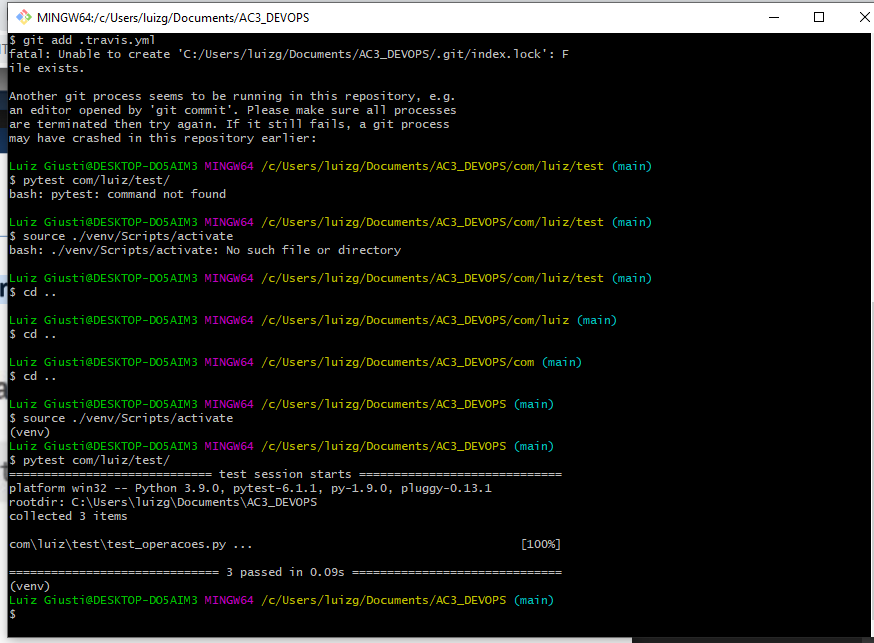 MINGW64:/c/Users/luizg/Documents/AC3_DEVOPS
$ git add .travis.yml
fatal: Unable to create 'C:/Users/luizg/Documents/AC3_DEVOPS/.git/index.lock': F
ile exists.
Another git process seems to be running in this repository, e.g.
an editor opened by 'git commit'. Please make sure all processes
are terminated then try again. If it still fails, a git process
may have crashed in this repository earlier:
Luiz Giusti@DESKTOP-DO5AIM3 MINGW64 /c/Users/luizg/Documents/AC3_DEVOPS/com/luiz/test (main)
$ pytest com/luiz/test/
bash: pytest: command not found
Luiz Giusti@DESKTOP-DO5AIM3 MINGW64 /c/Users/luizg/Documents/AC3_DEVOPS/com/luiz/test (main)
$ source ./venv/Scripts/activate
bash: ./venv/Scripts/activate: No such file or directory
Luiz Giusti@DESKTOP-DO5AIM3 MINGW64 /c/Users/luizg/Documents/AC3_DEVOPS/com/luiz/test (main)
$ cd ..
Luiz Giusti@DESKTOP-DO5AIM3 MINGW64 /c/Users/luizg/Documents/AC3_DEVOPS/com/luiz (main)
$ cd ..
Luiz Giusti@DESKTOP-DO5AIM3 MINGW64 /c/Users/luizg/Documents/AC3_DEVOPS/com (main)
$ cd ..
Luiz Giusti@DESKTOP-DO5AIM3 MINGW64 /c/Users/luizg/Documents/AC3_DEVOPS (main)
$ source ./venv/Scripts/activate
(venv)
Luiz Giusti@DESKTOP-DO5AIM3 MINGW64 /c/Users/luizg/Documents/AC3_DEVOPS (main)
$ pytest com/luiz/test/
============================= test session starts =============================
platform win32 -- Python 3.9.0, pytest-6.1.1, py-1.9.0, pluggy-0.13.1
rootdir: C:\Users\luizg\Documents\AC3_DEVOPS
collected 3 items
com\luiz\test\test_operacoes.py ... [100%]
============================== 3 passed in 0.09s ==============================
(venv)
Luiz Giusti@DESKTOP-DO5AIM3 MINGW64 /c/Users/luizg/Documents/AC3_DEVOPS (main)
$